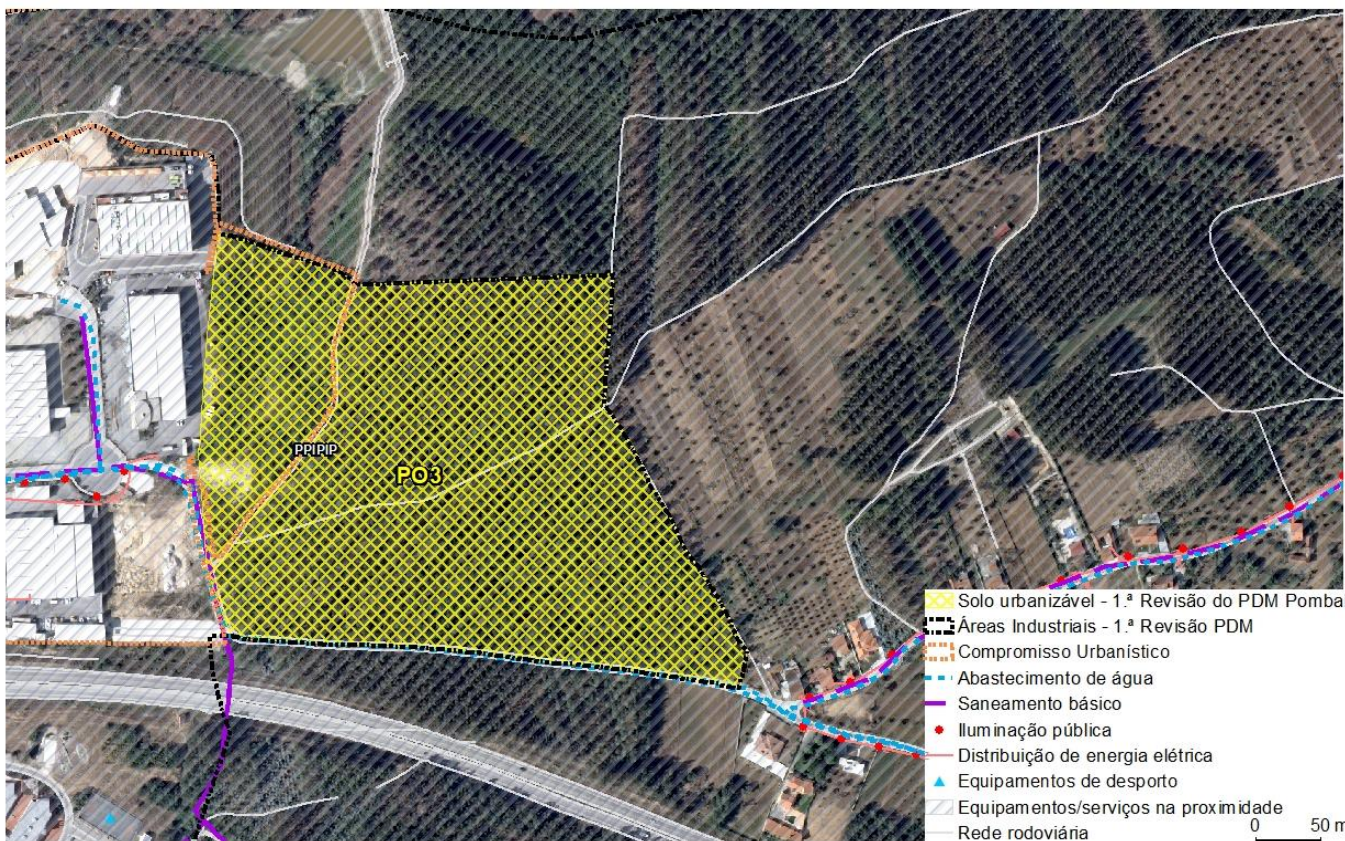 PPIPIP
PO3
Solo urbanizável - 1.ª Revisão do PDM Pombal
Áreas Industriais - 1.ª Revisão PDM
Compromisso Urbanístico
Abastecimento de água
Saneamento básico
Iluminação pública
Distribuição de energia elétrica
Equipamentos de desporto
Equipamentos/serviços na proximidade
Rede rodoviária
0 50 m